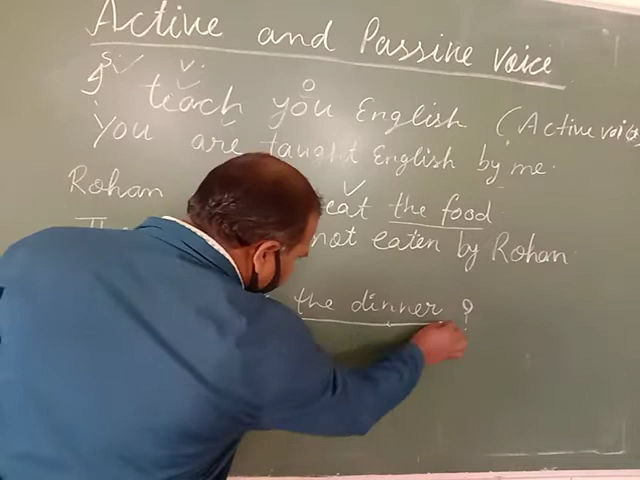 Active and Passive voice
S V. O
I teach you English (Active voice
You are taught English by me.
Rohan eat the food
not eaten by Rohan
the dinner ?